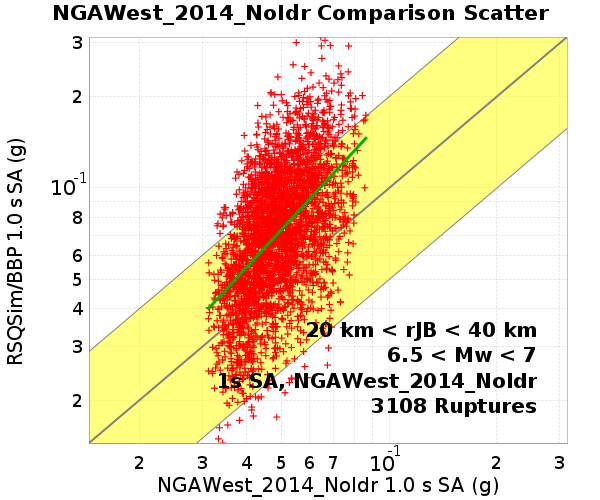 NGAWest_2014_NoIdr Comparison Scatter
RSQSim/BBP 1.0 s SA (g)
3
2
10-1
8
6
5
4
3
2
20 km < rJB < 40 km
6.5 < Mw < 7
1s SA, NGAWest_2014_NoIdr
3108 Ruptures
2 3 4 5 6 7 10-1 2 3
NGAWest_2014_NoIdr 1.0 s SA (g)